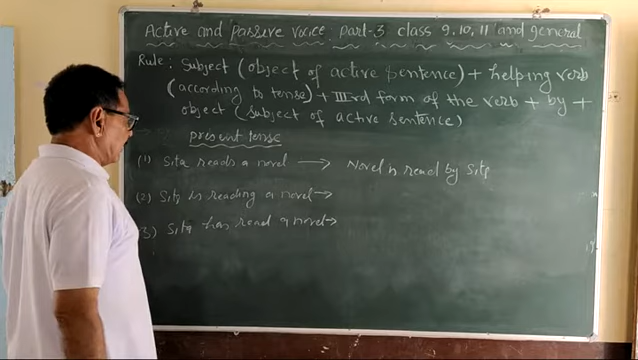 Active and Passive voice: part-3 class 9, 10, 11 and general
Rule: Subject (object of active sentence) + helping verb
(according to tense) + IIIrd form of the verb + by +
object (subject of active sentence)
present tense
(1) Sita reads a novel → Novel is read by Sita
(2) Sita is reading a novel →
(3) Sita has read a novel →